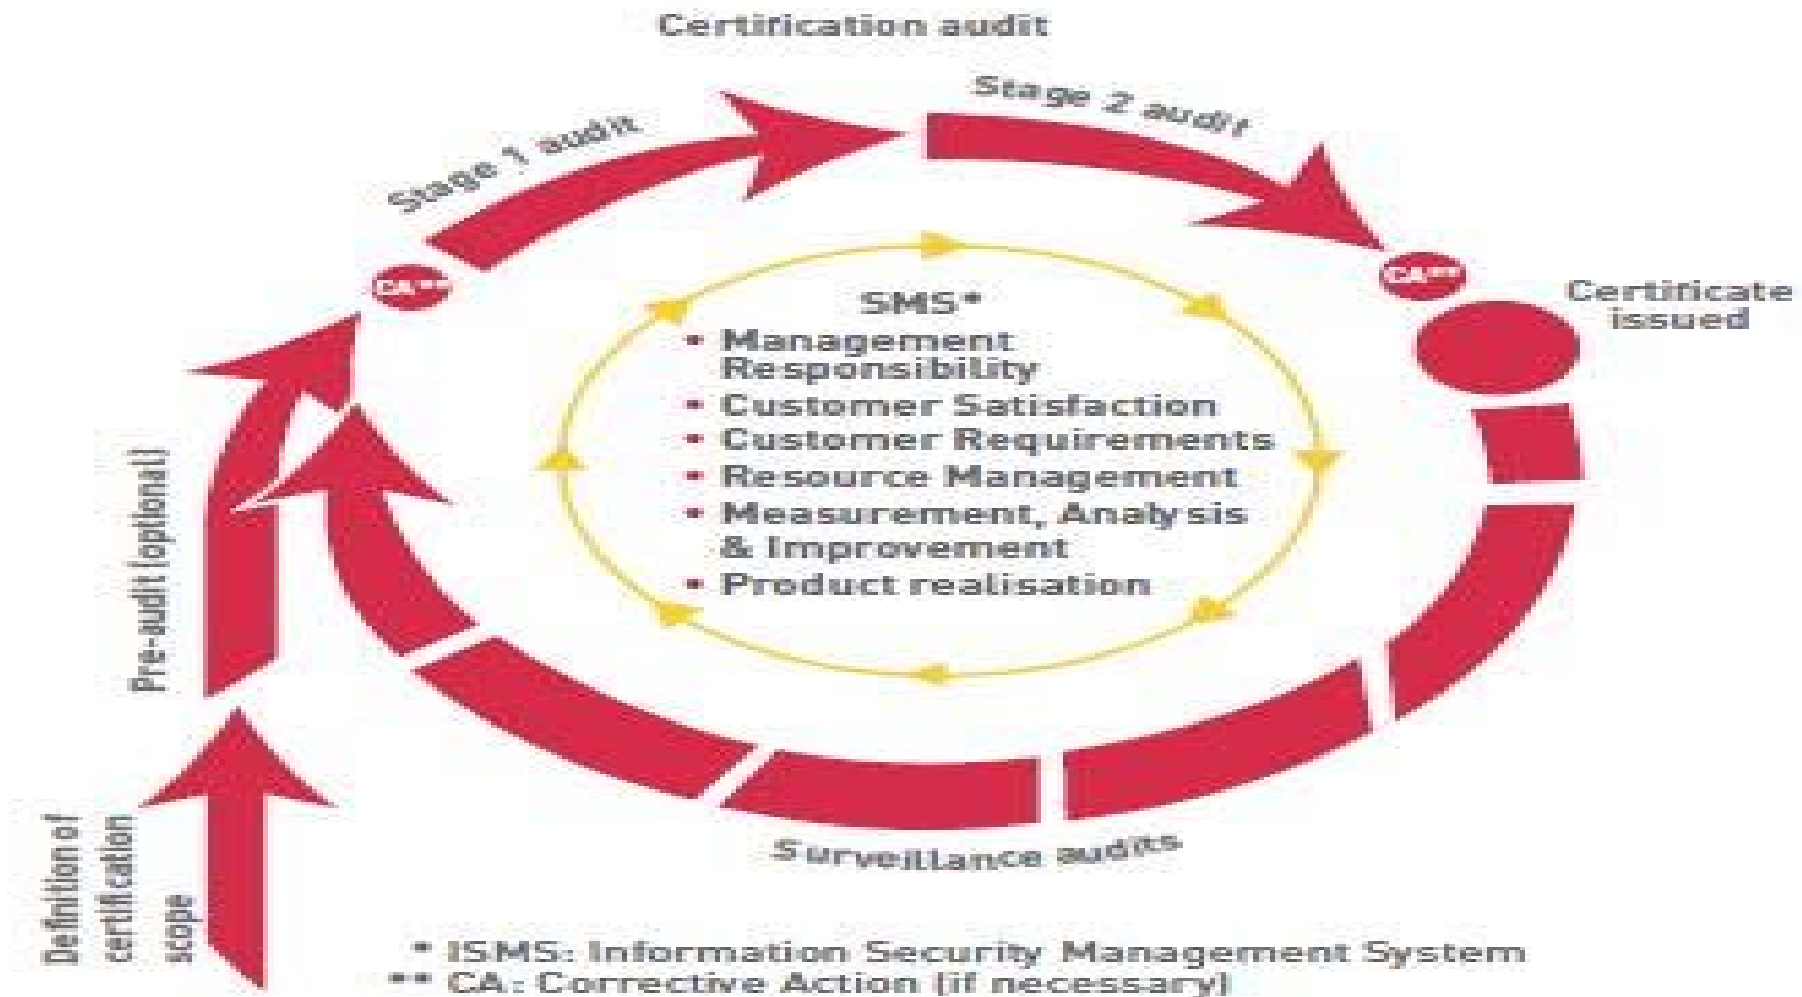 Certification audit
Stage 1 audit
Stage 2 audit
CA**
CA**
Certificate
issued
SMS*
• Management
Responsibility
• Customer Satisfaction
• Customer Requirements
• Resource Management
• Measurement, Analysis
& Improvement
• Product realisation
Pre-audit (optional)
Definition of
certification
scope
Surveillance audits
* ISMS: Information Security Management System
** CA: Corrective Action (if necessary)